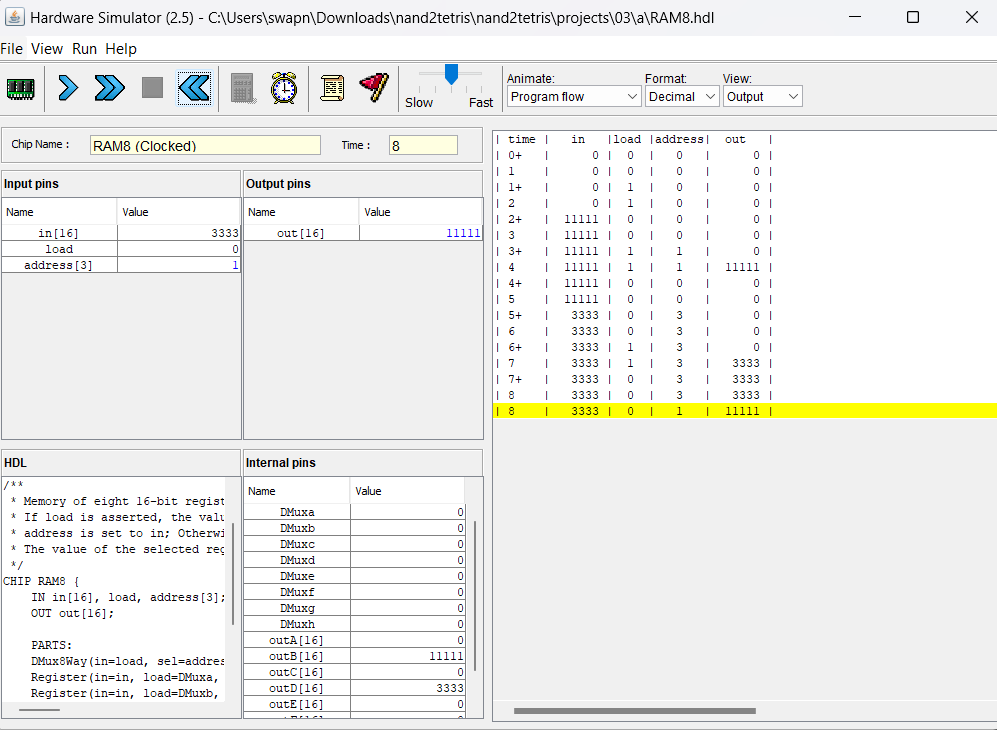 Hardware Simulator (2.5) - C:\Users\swapn\Downloads\nand2tetris\nand2tetris\projects\03\a\RAM8.hdl
File View Run Help
Slow Fast
Animate: Format: View:
Program flow Decimal Output
Chip Name : RAM8 (Clocked) Time : 8
Input pins
Name Value
in[16] 3333
load 0
address[3] 1
Output pins
Name Value
out[16] 11111
HDL
/**
* Memory of eight 16-bit regist
* If load is asserted, the valu
* address is set to in; Otherwi
* The value of the selected reg
*/
CHIP RAM8 {
IN in[16], load, address[3];
OUT out[16];
PARTS:
DMux8Way(in=load, sel=addres
Register(in=in, load=DMuxa,
Register(in=in, load=DMuxb,
Internal pins
Name Value
DMuxa 0
DMuxb 0
DMuxc 0
DMuxd 0
DMuxe 0
DMuxf 0
DMuxg 0
DMuxh 0
outA[16] 0
outB[16] 11111
outC[16] 0
outD[16] 3333
outE[16] 0
| time | in |load |address| out |
| 0+ | 0 | 0 | 0 | 0 |
| 1 | 0 | 0 | 0 | 0 |
| 1+ | 0 | 1 | 0 | 0 |
| 2 | 0 | 1 | 0 | 0 |
| 2+ | 11111 | 0 | 0 | 0 |
| 3 | 11111 | 0 | 0 | 0 |
| 3+ | 11111 | 1 | 1 | 0 |
| 4 | 11111 | 1 | 1 | 11111 |
| 4+ | 11111 | 0 | 0 | 0 |
| 5 | 11111 | 0 | 0 | 0 |
| 5+ | 3333 | 0 | 3 | 0 |
| 6 | 3333 | 0 | 3 | 0 |
| 6+ | 3333 | 1 | 3 | 0 |
| 7 | 3333 | 1 | 3 | 3333 |
| 7+ | 3333 | 0 | 3 | 3333 |
| 8 | 3333 | 0 | 3 | 3333 |
| 8 | 3333 | 0 | 1 | 11111 |